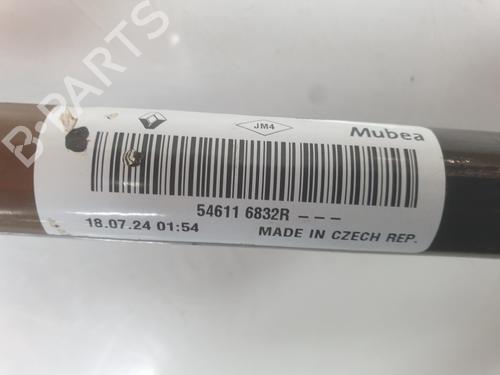 B-PARTS
JM4
Mubea
54611 6832R ---
18.07.24 01:54
MADE IN CZECH REP.